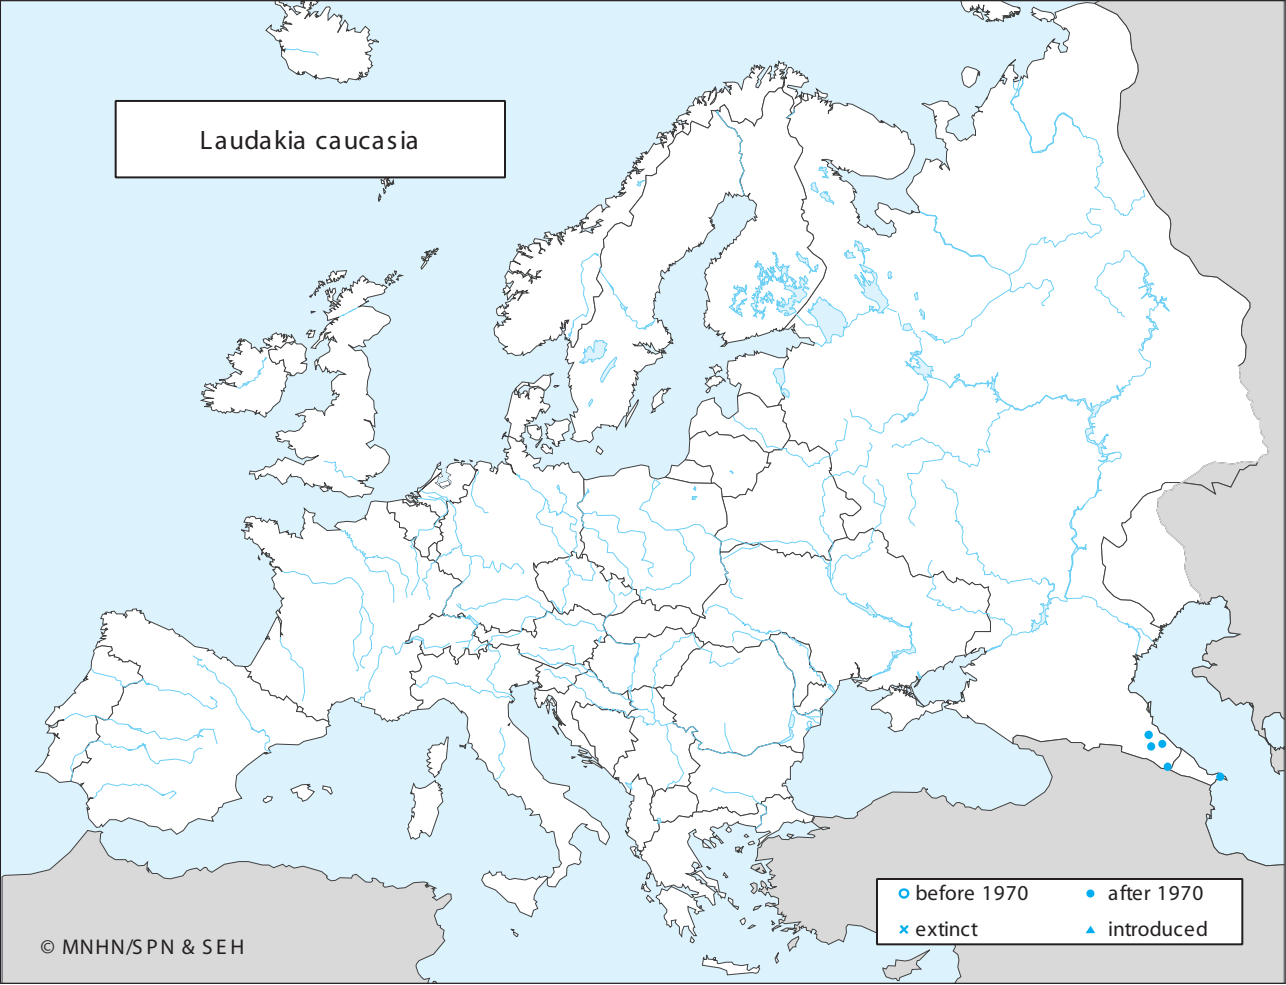 Laudakia caucasia
before 1970
after 1970
extinct
introduced
© MNHN/SPN & SEH